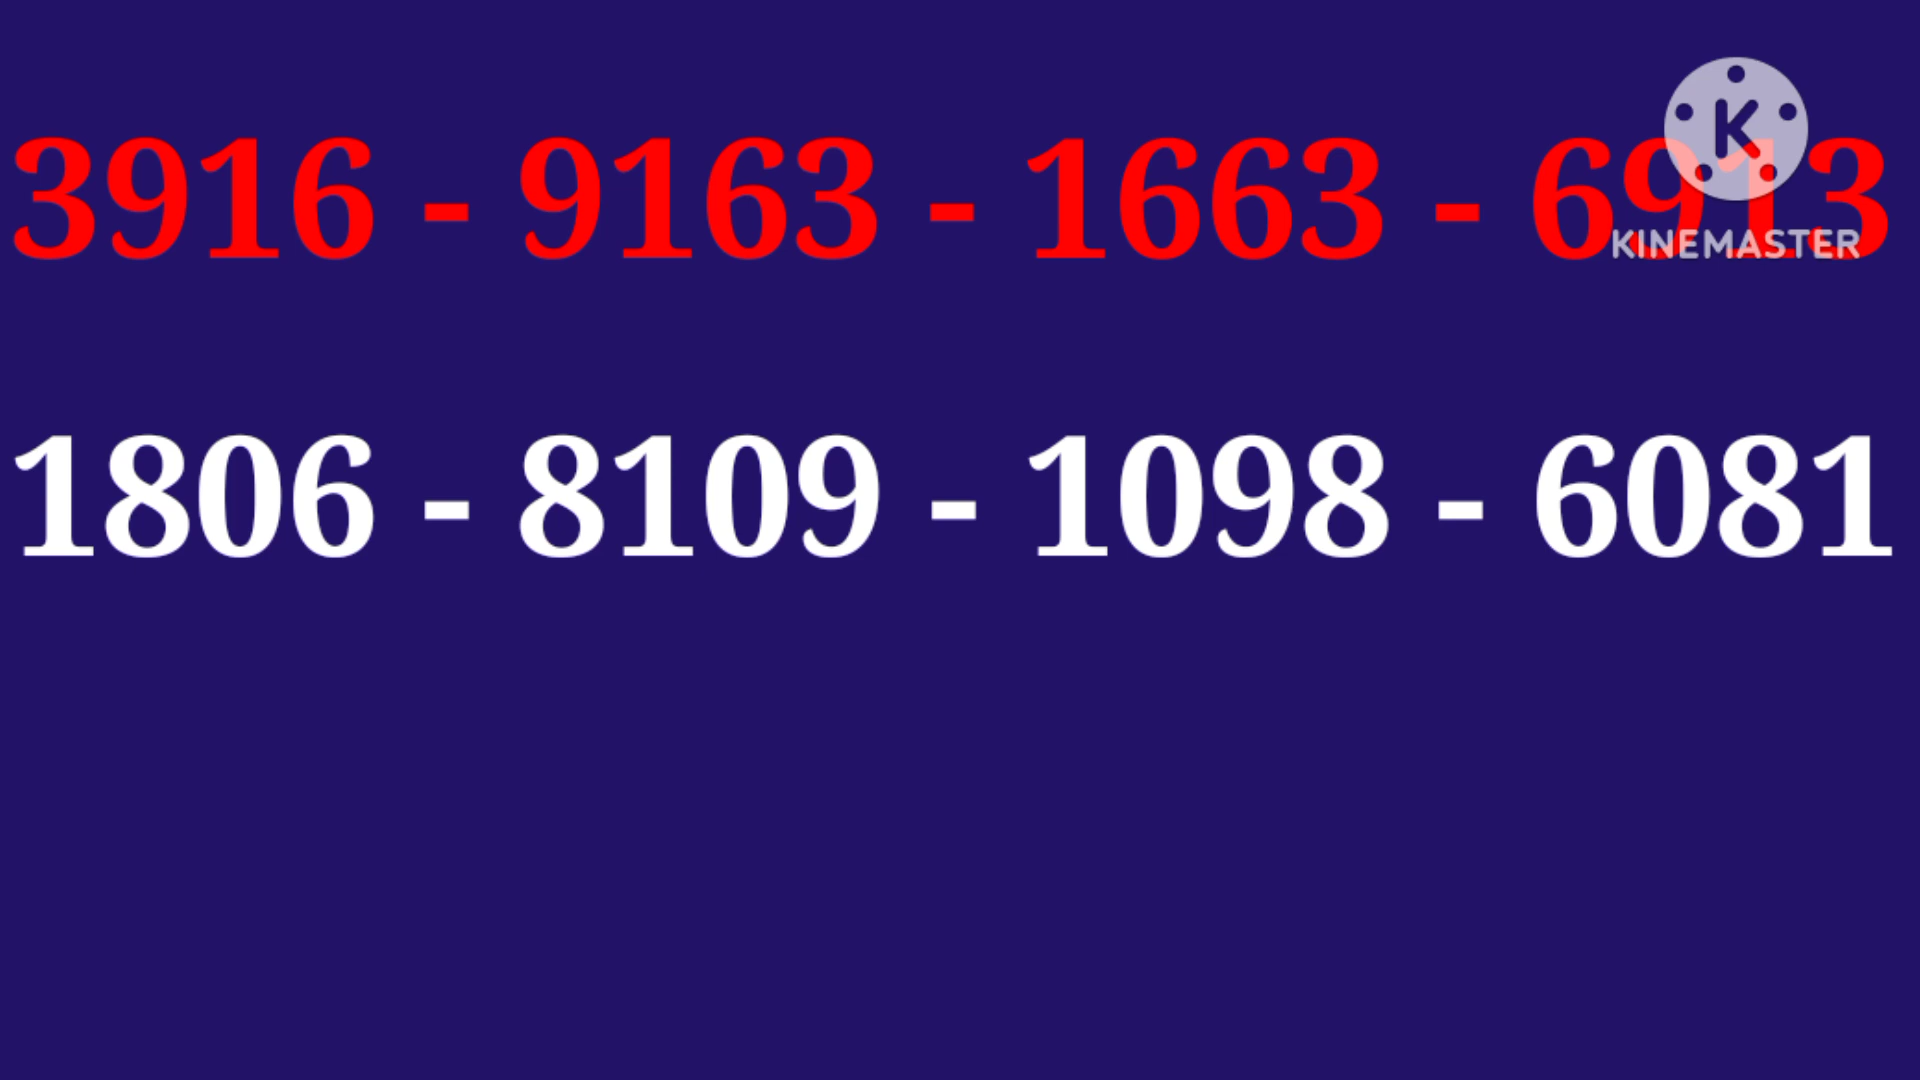 3916 - 9163 - 1663 - 6913
KINEMASTER
1806 - 8109 - 1098 - 6081